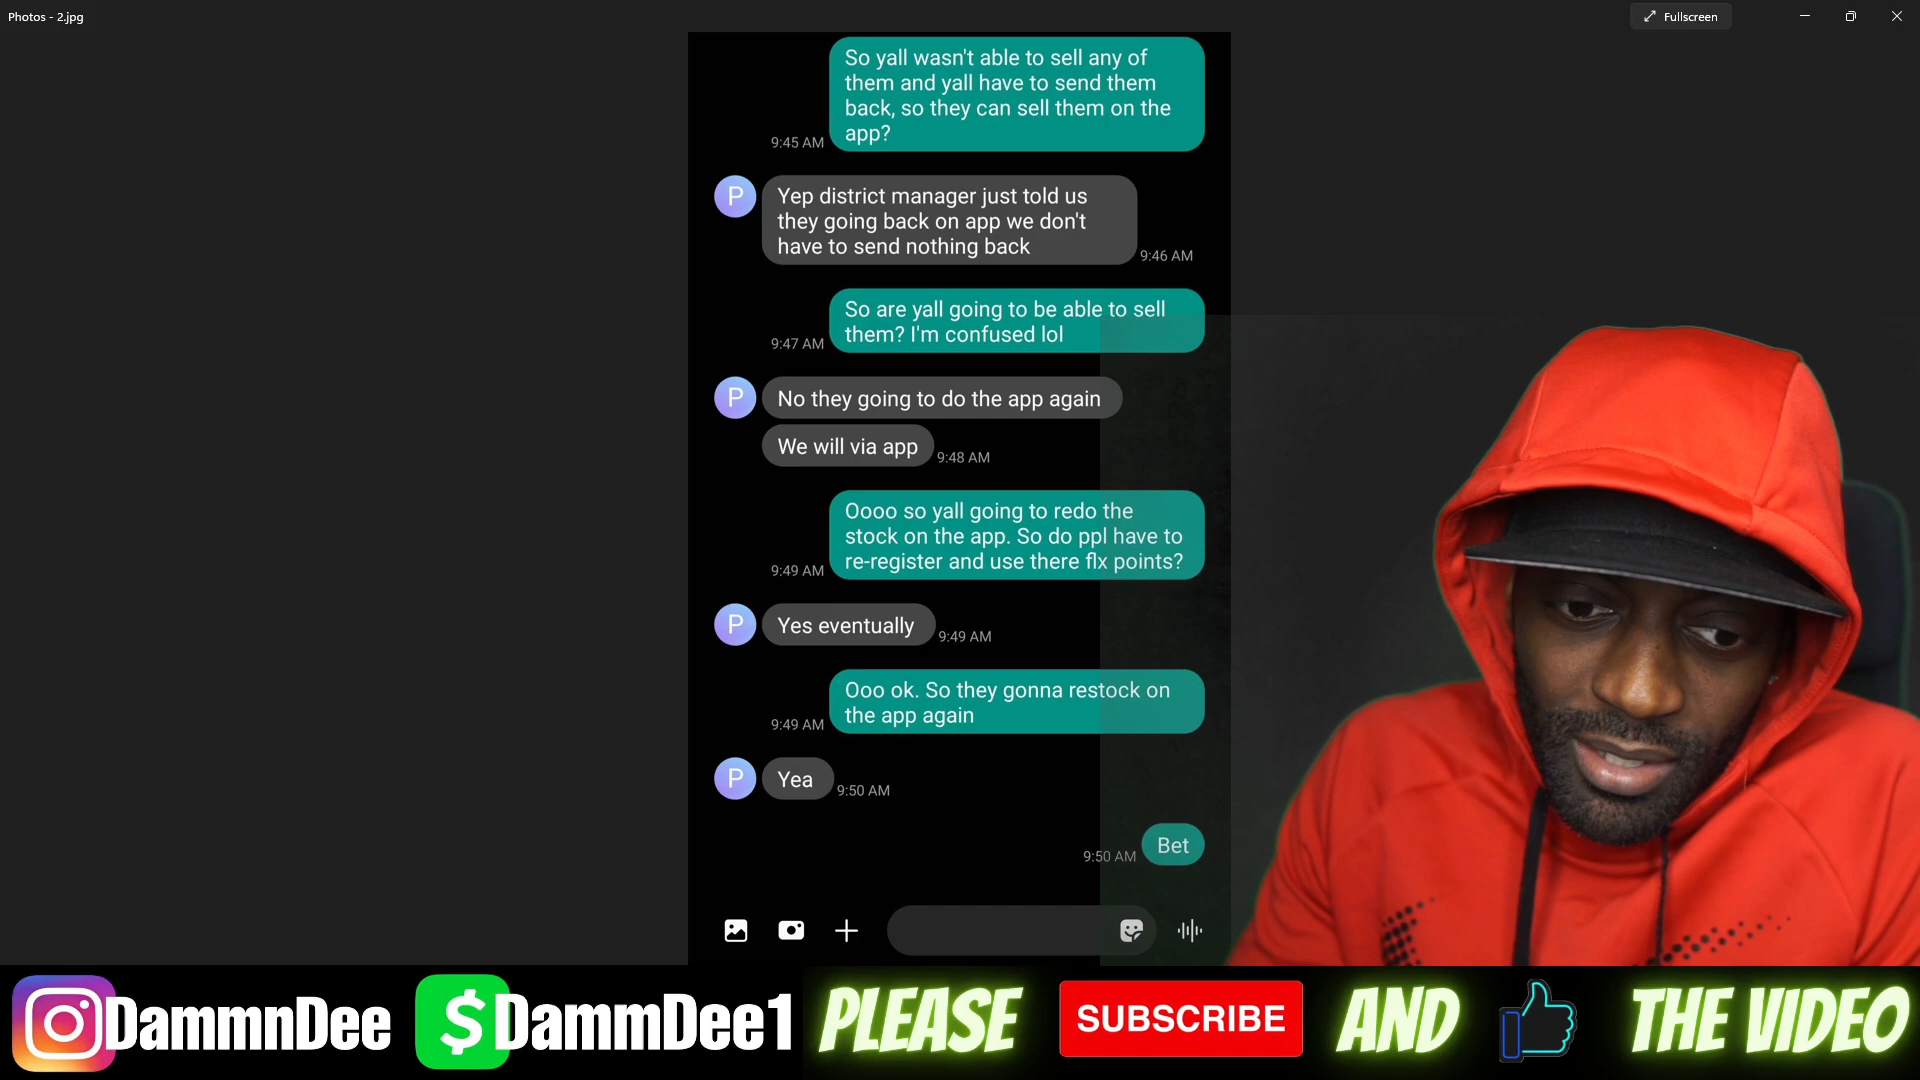 Photos - 2.jpg
Fullscreen
So yall wasn't able to sell any of
them and yall have to send them
back, so they can sell them on the
app?
9:45 AM
P
Yep district manager just told us
they going back on app we don't
have to send nothing back
9:46 AM
So are yall going to be able to sell
them? I'm confused lol
9:47 AM
P
No they going to do the app again
We will via app
9:48 AM
Oooo so yall going to redo the
stock on the app. So do ppl have to
re-register and use there flx points?
9:49 AM
P
Yes eventually
9:49 AM
Ooo ok. So they gonna restock on
the app again
9:49 AM
P
Yea
9:50 AM
Bet
9:50 AM
DammnDee
$DammDee1
PLEASE
SUBSCRIBE
AND
THE VIDEO